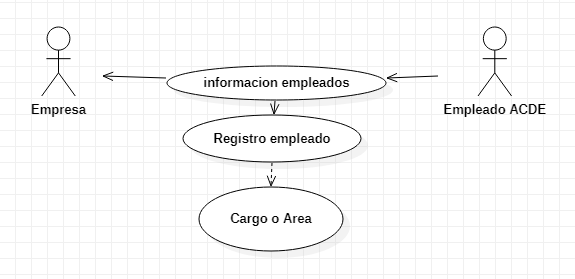 informacion empleados
Empresa
Empleado ACDE
Registro empleado
Cargo o Area